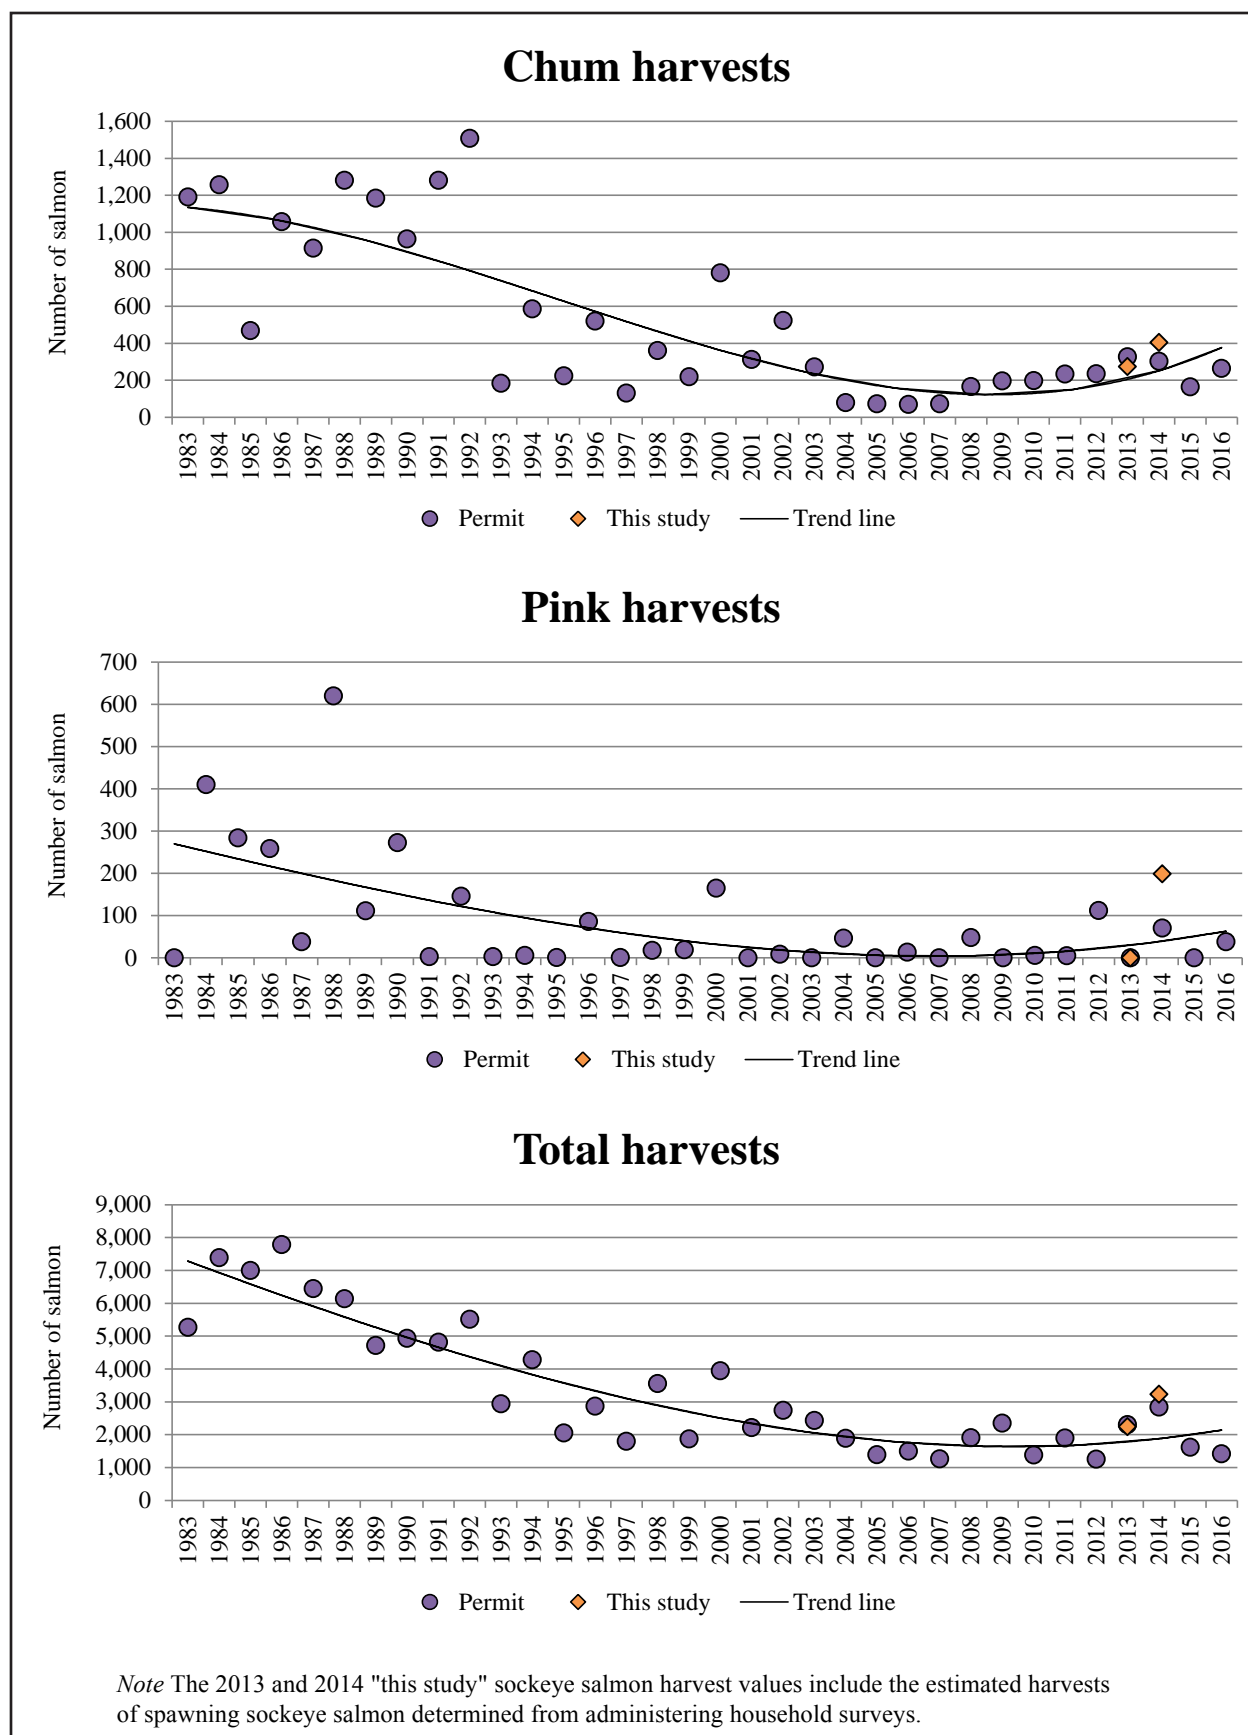 Chum harvests
Number of salmon
1,600
1,400
1,200
1,000
800
600
400
200
0
1983 1984 1985 1986 1987 1988 1989 1990 1991 1992 1993 1994 1995 1996 1997 1998 1999 2000 2001 2002 2003 2004 2005 2006 2007 2008 2009 2010 2011 2012 2013 2014 2015 2016
Permit This study Trend line
Pink harvests
Number of salmon
700
600
500
400
300
200
100
0
1983 1984 1985 1986 1987 1988 1989 1990 1991 1992 1993 1994 1995 1996 1997 1998 1999 2000 2001 2002 2003 2004 2005 2006 2007 2008 2009 2010 2011 2012 2013 2014 2015 2016
Permit This study Trend line
Total harvests
Number of salmon
9,000
8,000
7,000
6,000
5,000
4,000
3,000
2,000
1,000
0
1983 1984 1985 1986 1987 1988 1989 1990 1991 1992 1993 1994 1995 1996 1997 1998 1999 2000 2001 2002 2003 2004 2005 2006 2007 2008 2009 2010 2011 2012 2013 2014 2015 2016
Permit This study Trend line
Note The 2013 and 2014 "this study" sockeye salmon harvest values include the estimated harvests
of spawning sockeye salmon determined from administering household surveys.